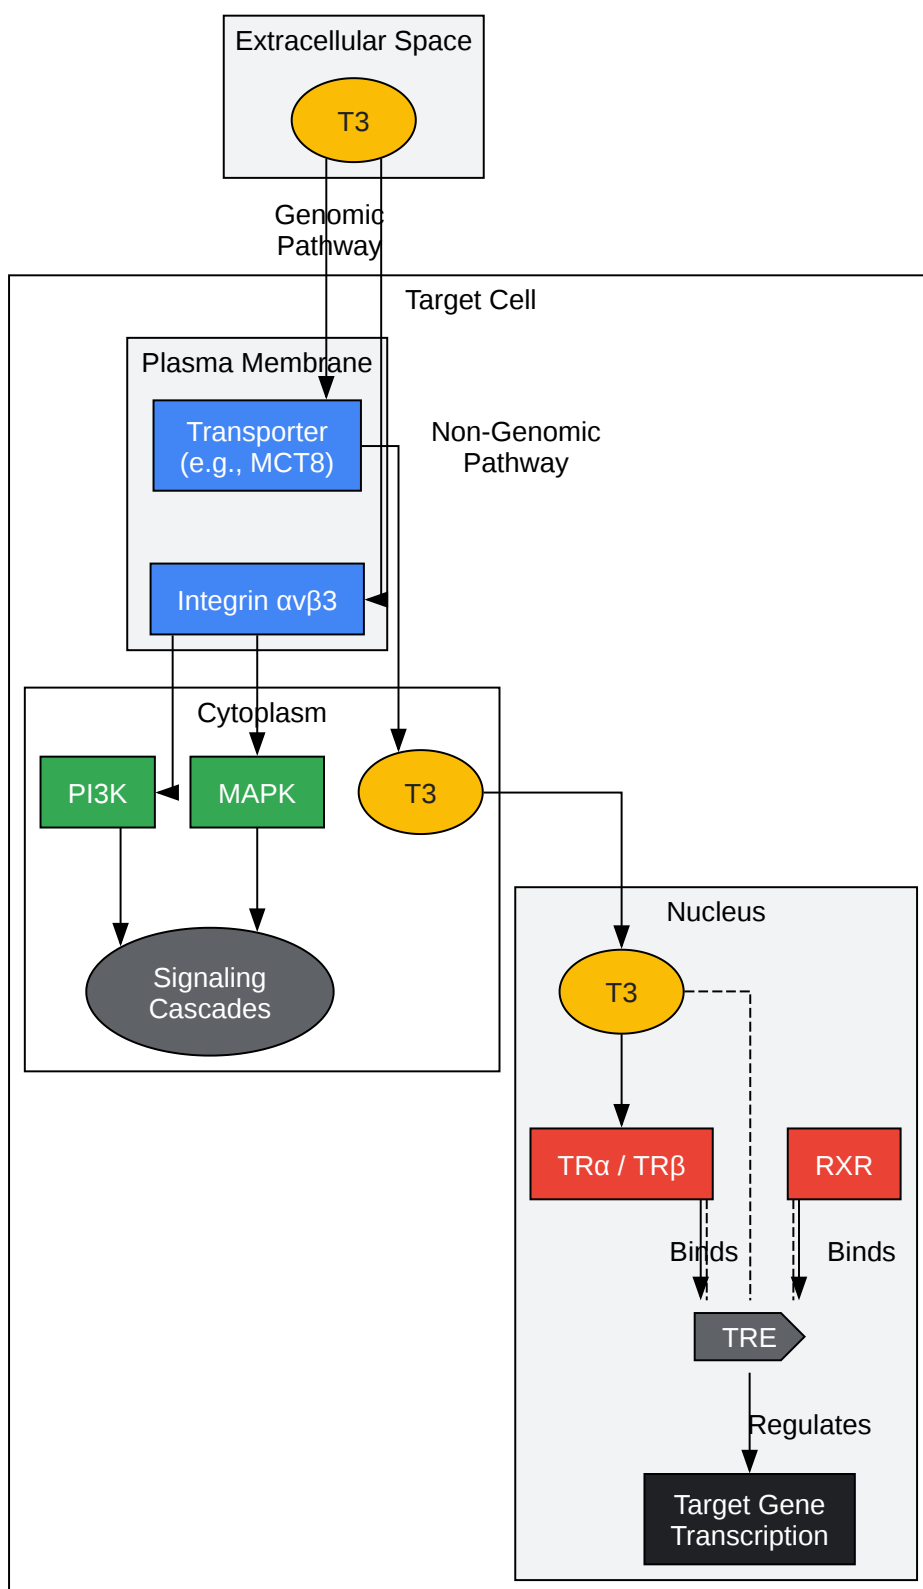 Extracellular Space
T3
Genomic
Pathway
Target Cell
Plasma Membrane
Transporter
(e.g., MCT8)
Non-Genomic
Pathway
Integrin αvβ3
Cytoplasm
PI3K
MAPK
T3
Nucleus
Signaling
Cascades
T3
TRα / TRβ
RXR
Binds
Binds
TRE
Regulates
Target Gene
Transcription